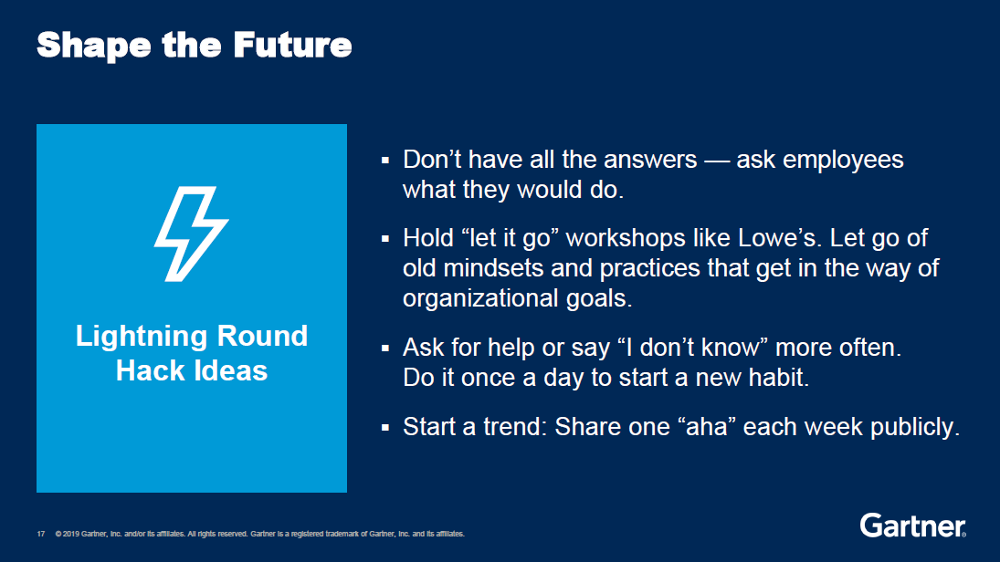 Shape the Future
Lightning Round
Hack Ideas
▪ Don’t have all the answers — ask employees
what they would do.
▪ Hold “let it go” workshops like Lowe’s. Let go of
old mindsets and practices that get in the way of
organizational goals.
▪ Ask for help or say “I don’t know” more often.
Do it once a day to start a new habit.
▪ Start a trend: Share one “aha” each week publicly.
17 © 2019 Gartner, Inc. and/or its affiliates. All rights reserved. Gartner is a registered trademark of Gartner, Inc. and its affiliates.
Gartner®